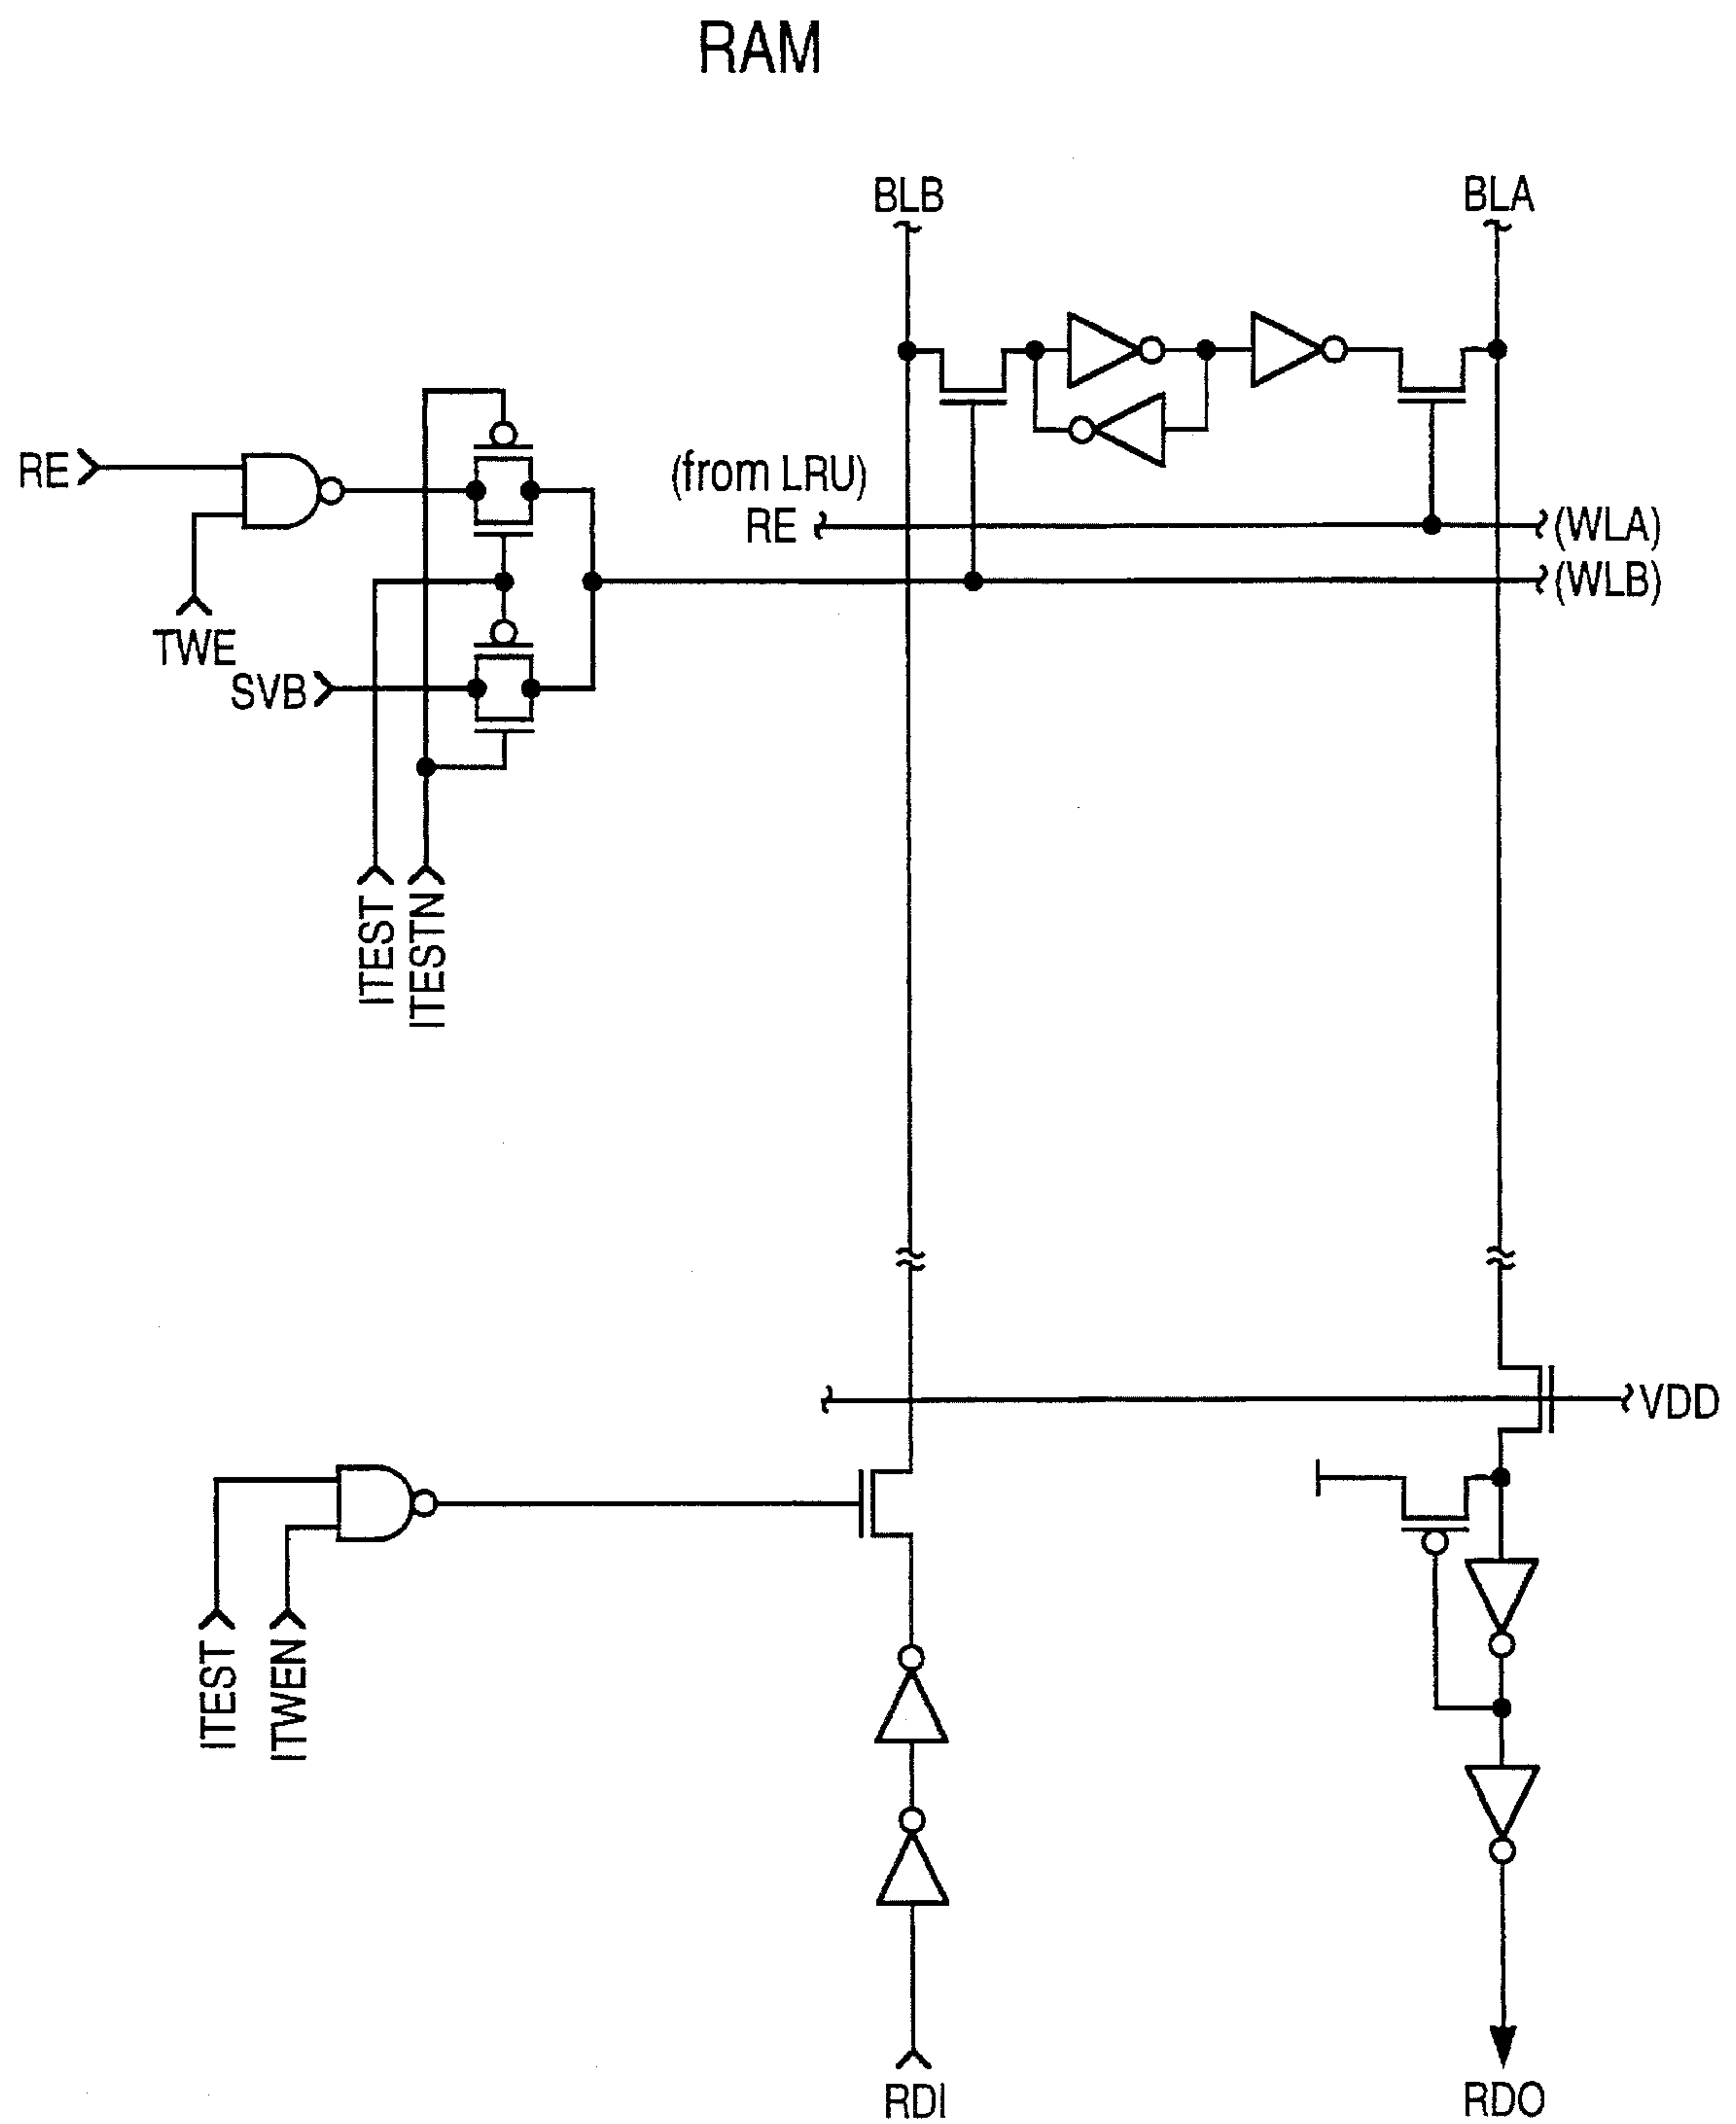 RAM
BLB
BLA
RE
(from LRU)
RE
(WLA)
(WLB)
TWE
SVB
ITEST
ITESTN
VDD
ITEST
ITWEN
RDI
RDO